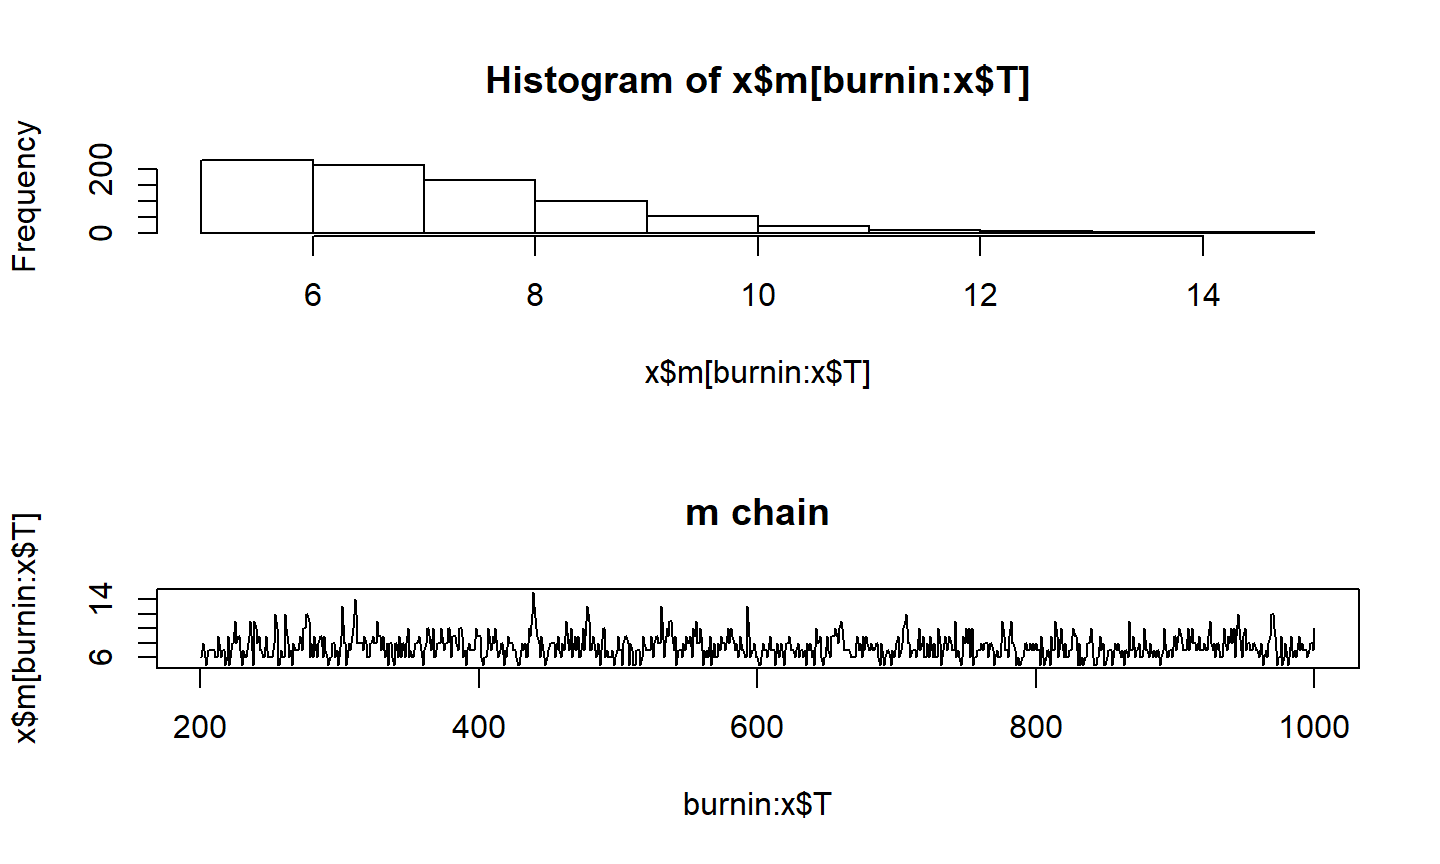 Histogram of x$m[burnin:x$T]
Frequency
200
0
6 8 10 12 14
x$m[burnin:x$T]
m chain
x$m[burnin:x$T]
14
6
200 400 600 800 1000
burnin:x$T